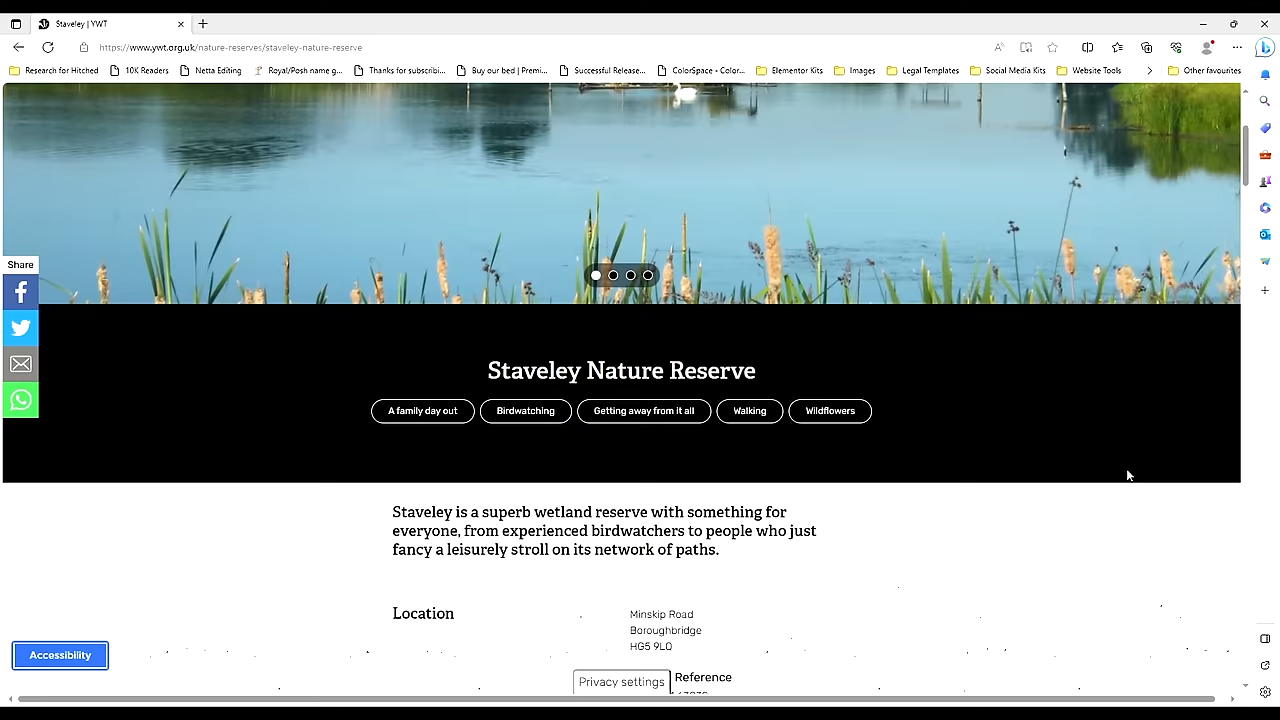 Staveley | YWT
https://www.ywt.org.uk/nature-reserves/staveley-nature-reserve
Research for Hitched
10K Readers
Netta Editing
Royal/Posh name g...
Thanks for subscribi...
Buy our bed | Premi...
Successful Release...
ColorSpace - Color...
Elementor Kits
Images
Legal Templates
Social Media Kits
Website Tools
Other favourites
Share
Staveley Nature Reserve
A family day out
Birdwatching
Getting away from it all
Walking
Wildflowers
Staveley is a superb wetland reserve with something for
everyone, from experienced birdwatchers to people who just
fancy a leisurely stroll on its network of paths.
Location
Minskip Road
Boroughbridge
HG5 9LQ
Accessibility
Privacy settings
Reference